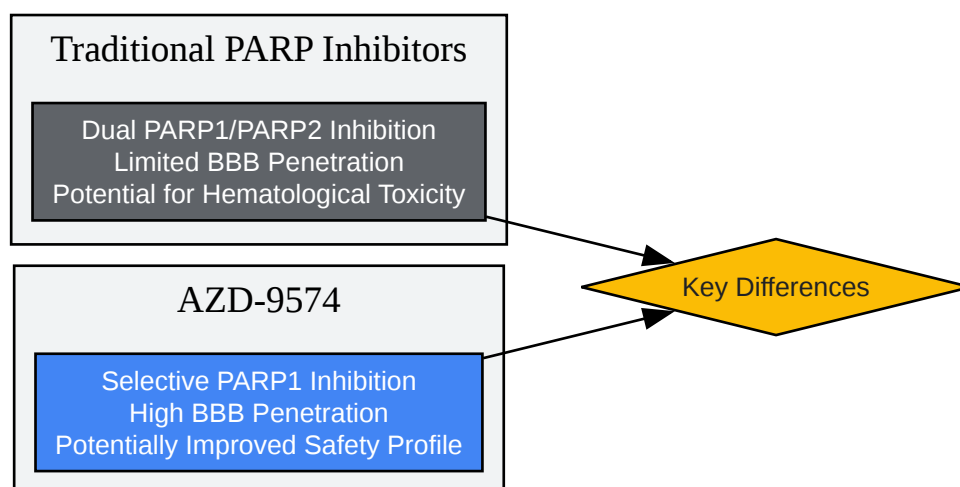 Traditional PARP Inhibitors
Dual PARP1/PARP2 Inhibition
Limited BBB Penetration
Potential for Hematological Toxicity
AZD-9574
Selective PARP1 Inhibition
High BBB Penetration
Potentially Improved Safety Profile
Key Differences